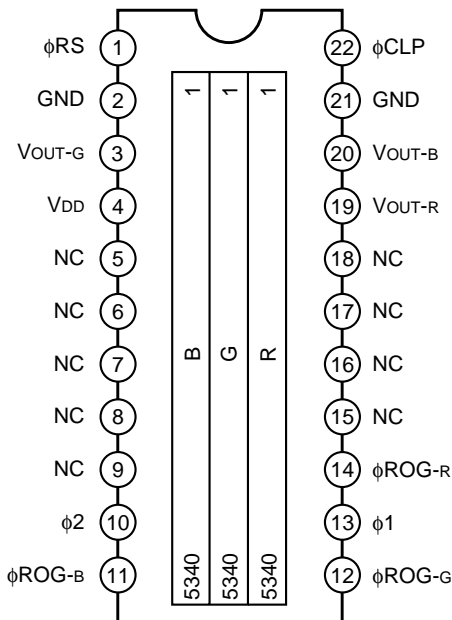 φRS 1 22 φCLP
GND 2 21 GND
VOUT-G 3 20 VOUT-B
VDD 4 19 VOUT-R
NC 5 18 NC
NC 6 17 NC
NC 7 16 NC
NC 8 15 NC
NC 9 14 φROG-R
φ2 10 13 φ1
φROG-B 11 12 φROG-G
1 1 1
B G R
5340 5340 5340